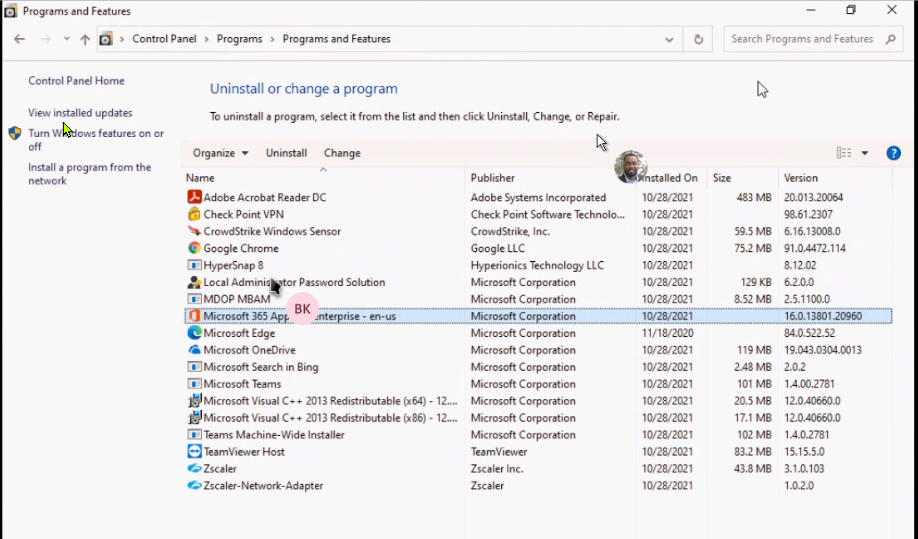 Programs and Features
Control Panel > Programs > Programs and Features
Search Programs and Features
Control Panel Home
View installed updates
Turn Windows features on or
off
Install a program from the
network
Uninstall or change a program
To uninstall a program, select it from the list and then click Uninstall, Change, or Repair.
Organize Uninstall Change
Name Publisher Installed On Size Version
Adobe Acrobat Reader DC Adobe Systems Incorporated 10/28/2021 483 MB 20.013.20064
Check Point VPN Check Point Software Technolo... 10/28/2021 98.61.2307
CrowdStrike Windows Sensor CrowdStrike, Inc. 10/28/2021 59.5 MB 6.16.13008.0
Google Chrome Google LLC 10/28/2021 75.2 MB 91.0.4472.114
HyperSnap 8 Hyperionics Technology LLC 10/28/2021 8.12.02
Local Administrator Password Solution Microsoft Corporation 10/28/2021 129 KB 6.2.0.0
MDOP MBAM Microsoft Corporation 10/28/2021 8.52 MB 2.5.1100.0
BK
Microsoft 365 App enterprise - en-us Microsoft Corporation 10/28/2021 16.0.13801.20960
Microsoft Edge Microsoft Corporation 11/18/2020 84.0.522.52
Microsoft OneDrive Microsoft Corporation 10/28/2021 119 MB 19.043.0304.0013
Microsoft Search in Bing Microsoft Corporation 10/28/2021 2.48 MB 2.0.2
Microsoft Teams Microsoft Corporation 10/28/2021 101 MB 1.4.00.2781
Microsoft Visual C++ 2013 Redistributable (x64) - 12.... Microsoft Corporation 10/28/2021 20.5 MB 12.0.40660.0
Microsoft Visual C++ 2013 Redistributable (x86) - 12.... Microsoft Corporation 10/28/2021 17.1 MB 12.0.40660.0
Teams Machine-Wide Installer Microsoft Corporation 10/28/2021 102 MB 1.4.0.2781
TeamViewer Host TeamViewer 10/28/2021 83.2 MB 15.15.5.0
Zscaler Zscaler Inc. 10/28/2021 43.8 MB 3.1.0.103
Zscaler-Network-Adapter Zscaler 10/28/2021 1.0.2.0